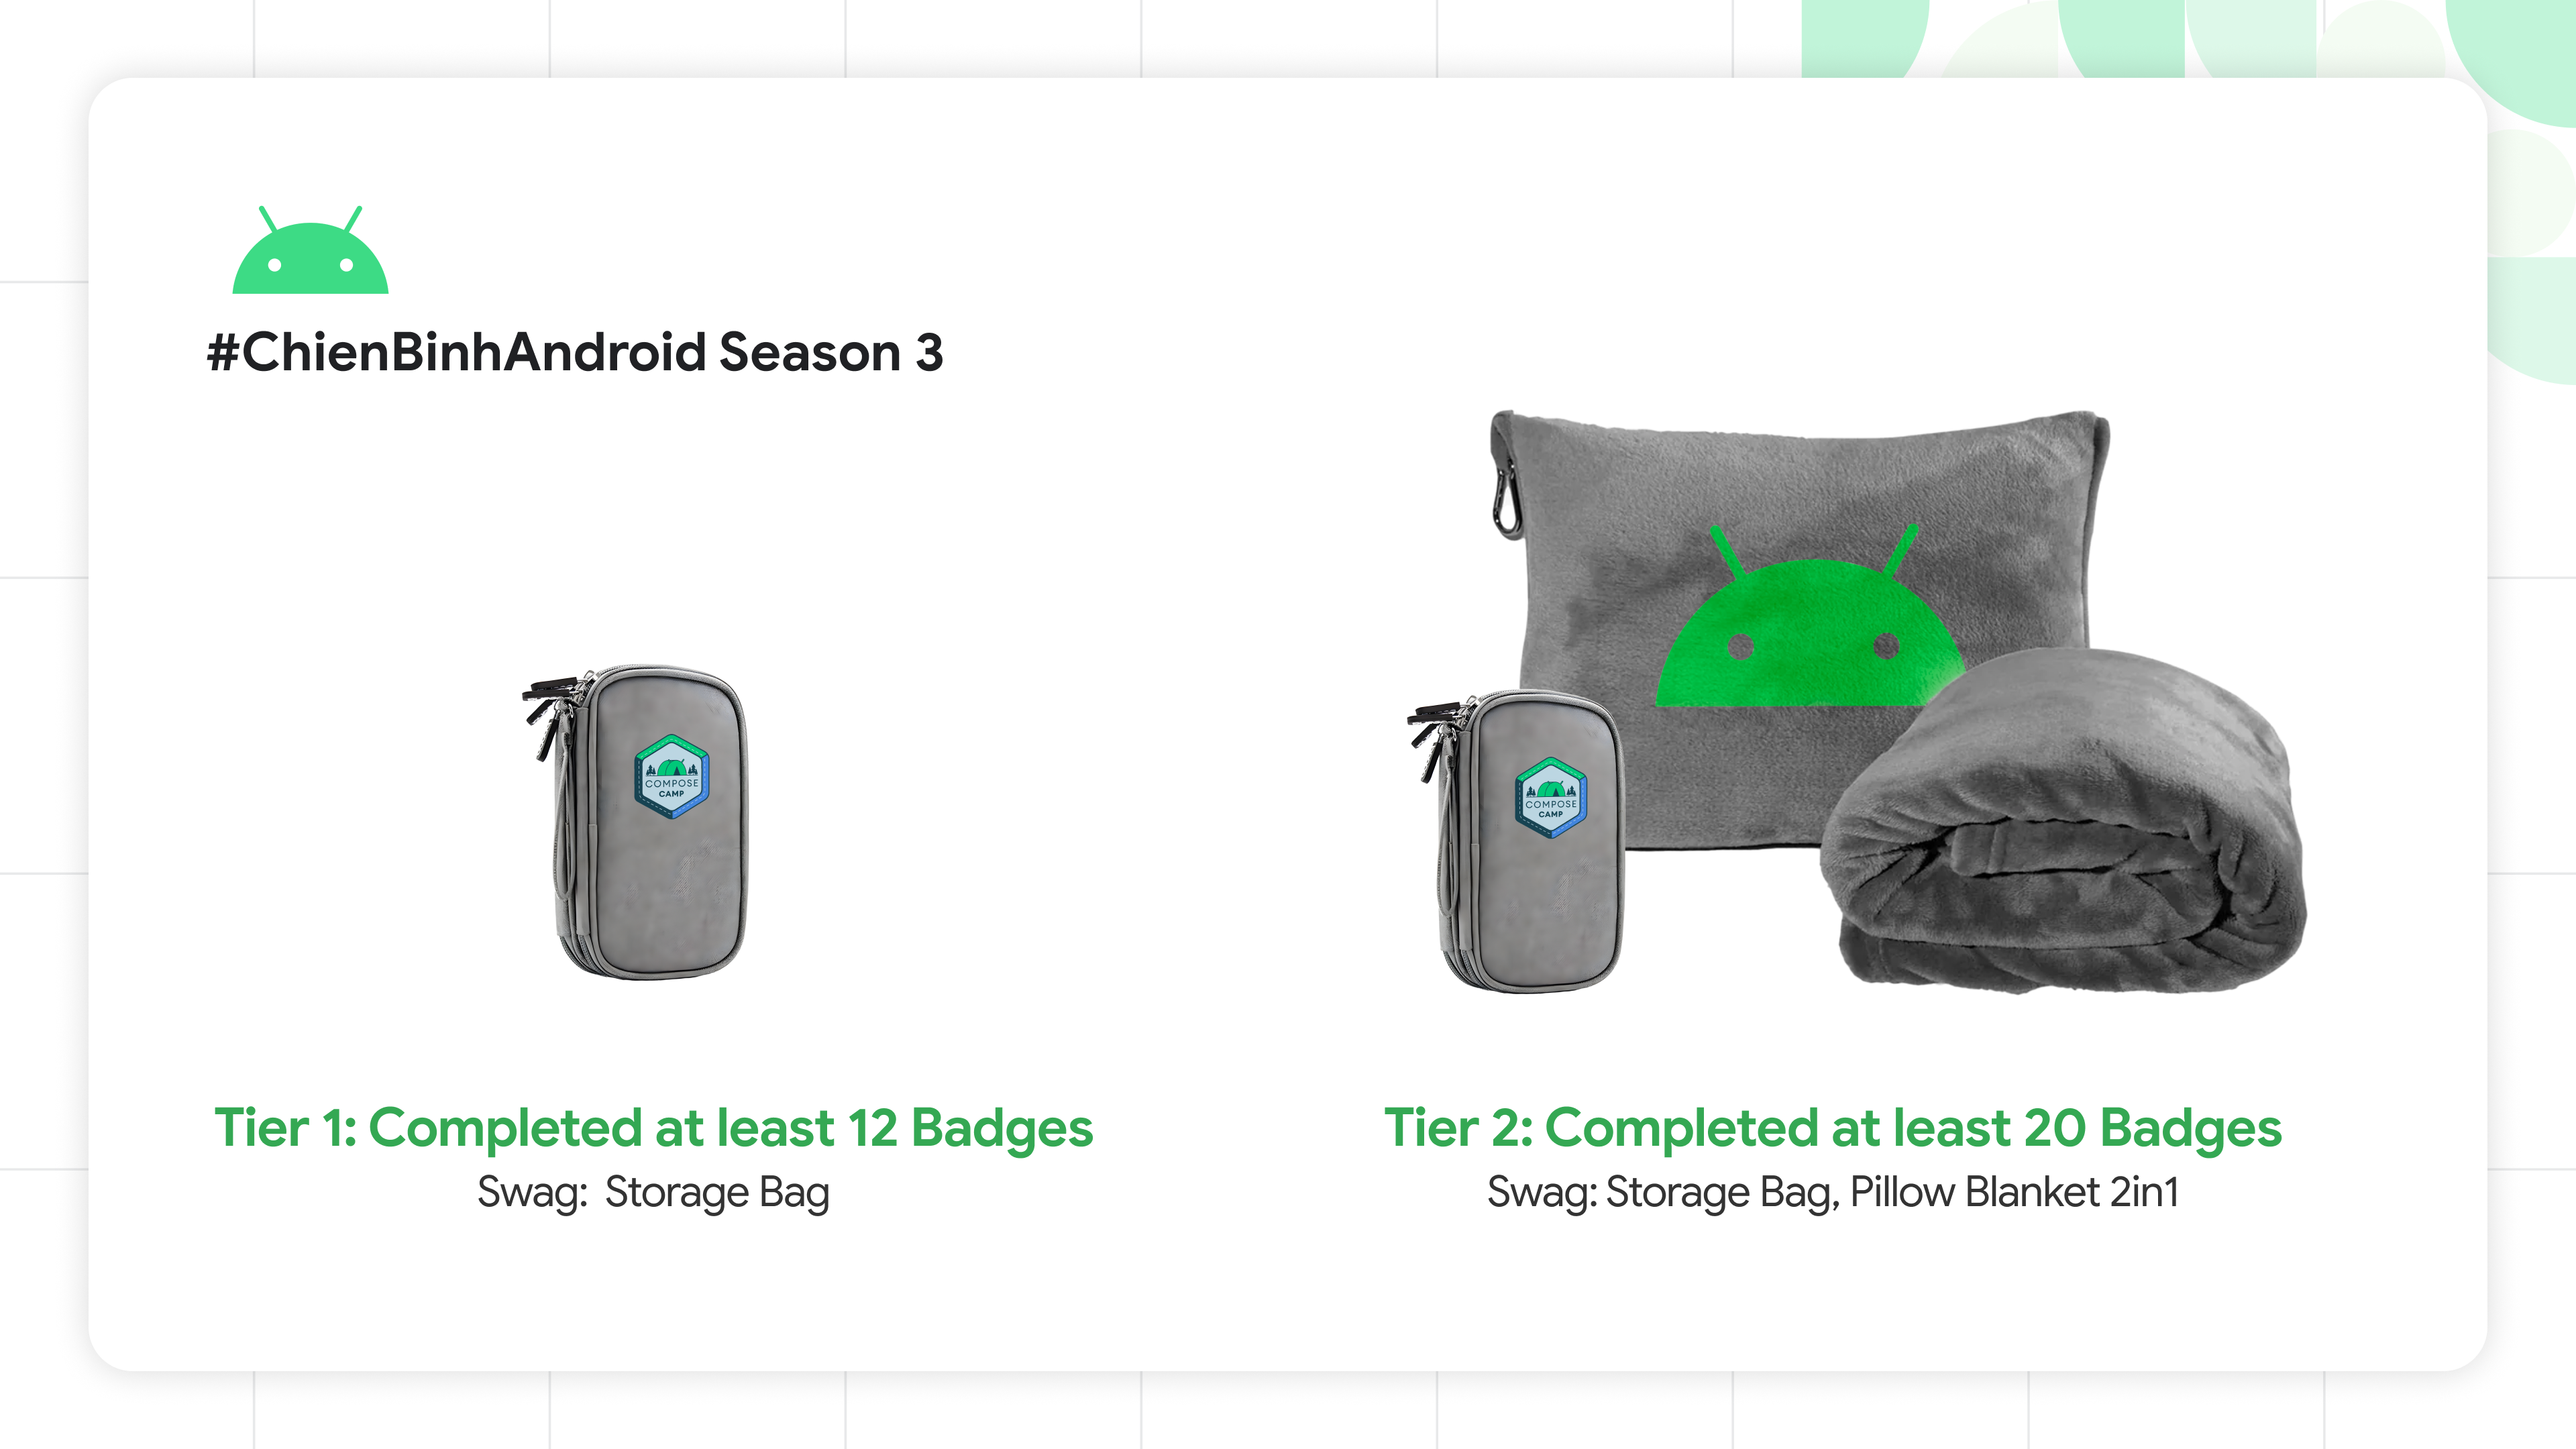 #ChienBinhAndroid Season 3
COMPOSE
CAMP
COMPOSE
CAMP
Tier 1: Completed at least 12 Badges
Swag: Storage Bag
Tier 2: Completed at least 20 Badges
Swag: Storage Bag, Pillow Blanket 2in1